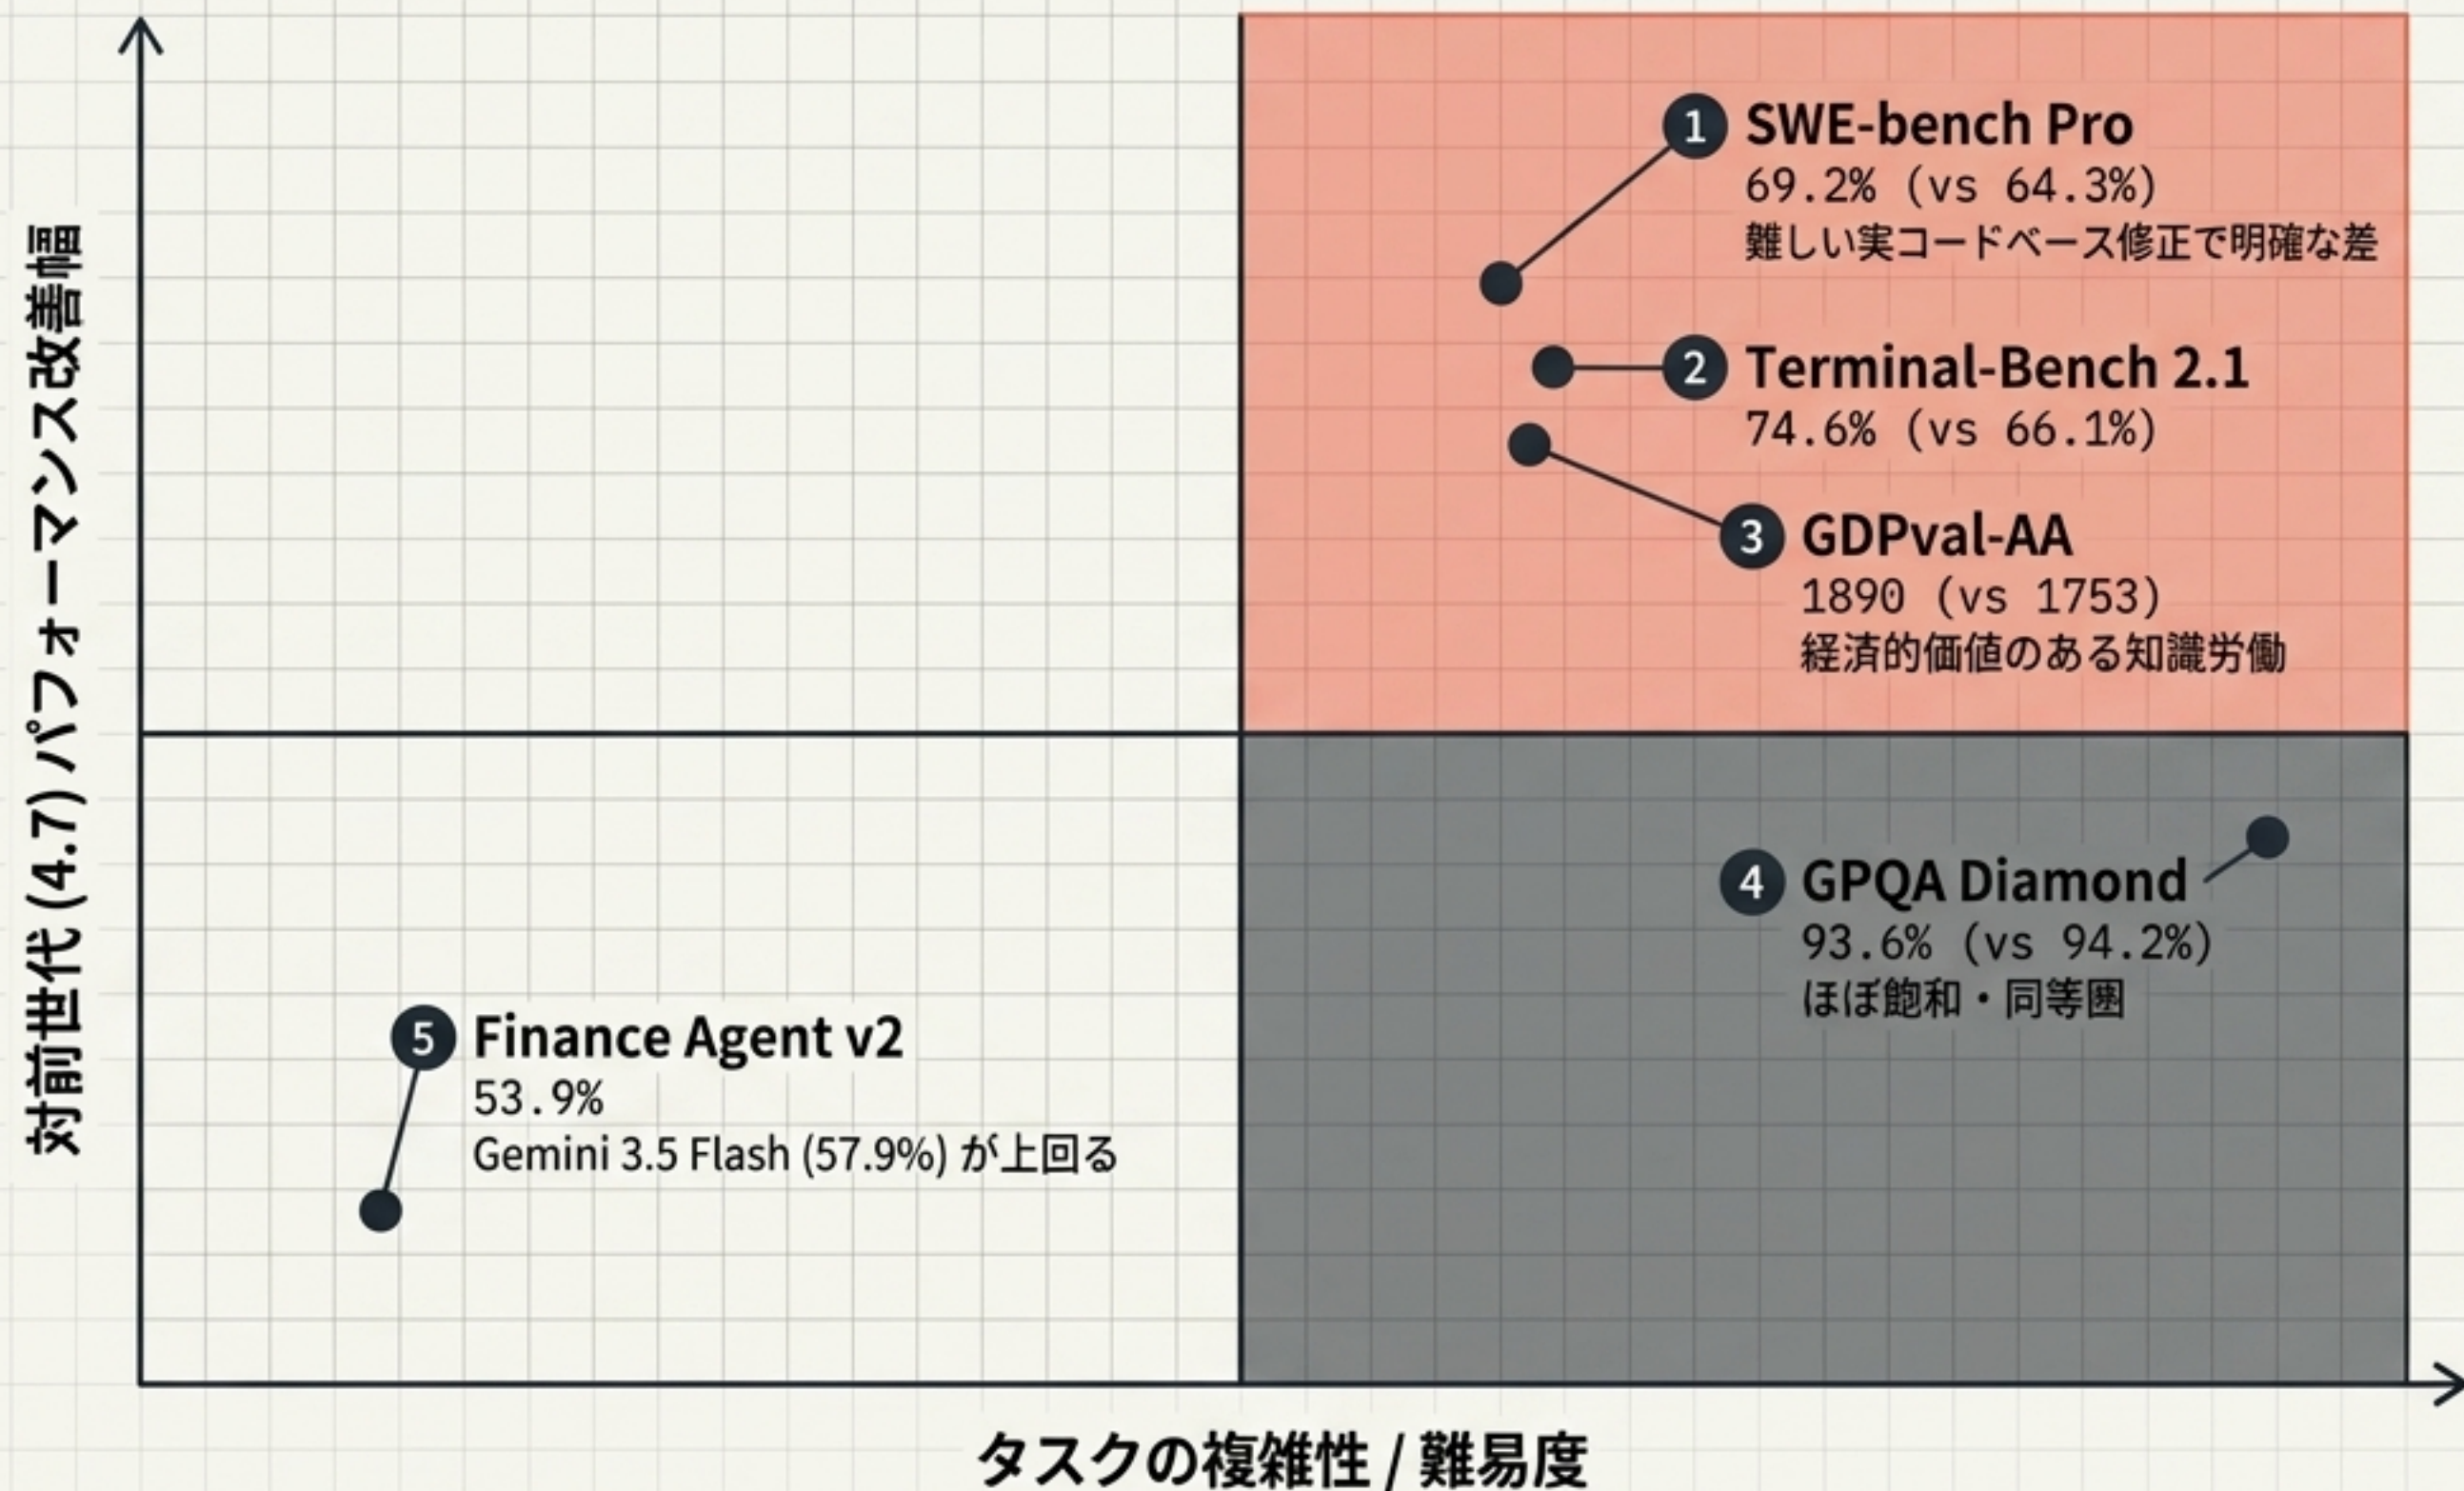 対前世代 (4.7) パフォーマンス改善幅
1 SWE-bench Pro
69.2% (vs 64.3%)
難しい実コードベース修正で明確な差
2 Terminal-Bench 2.1
74.6% (vs 66.1%)
3 GDPval-AA
1890 (vs 1753)
経済的価値のある知識労働
4 GPQA Diamond
93.6% (vs 94.2%)
ほぼ飽和・同等
5 Finance Agent v2
53.9%
Gemini 3.5 Flash (57.9%) が上回る
タスクの複雑性 / 難易度